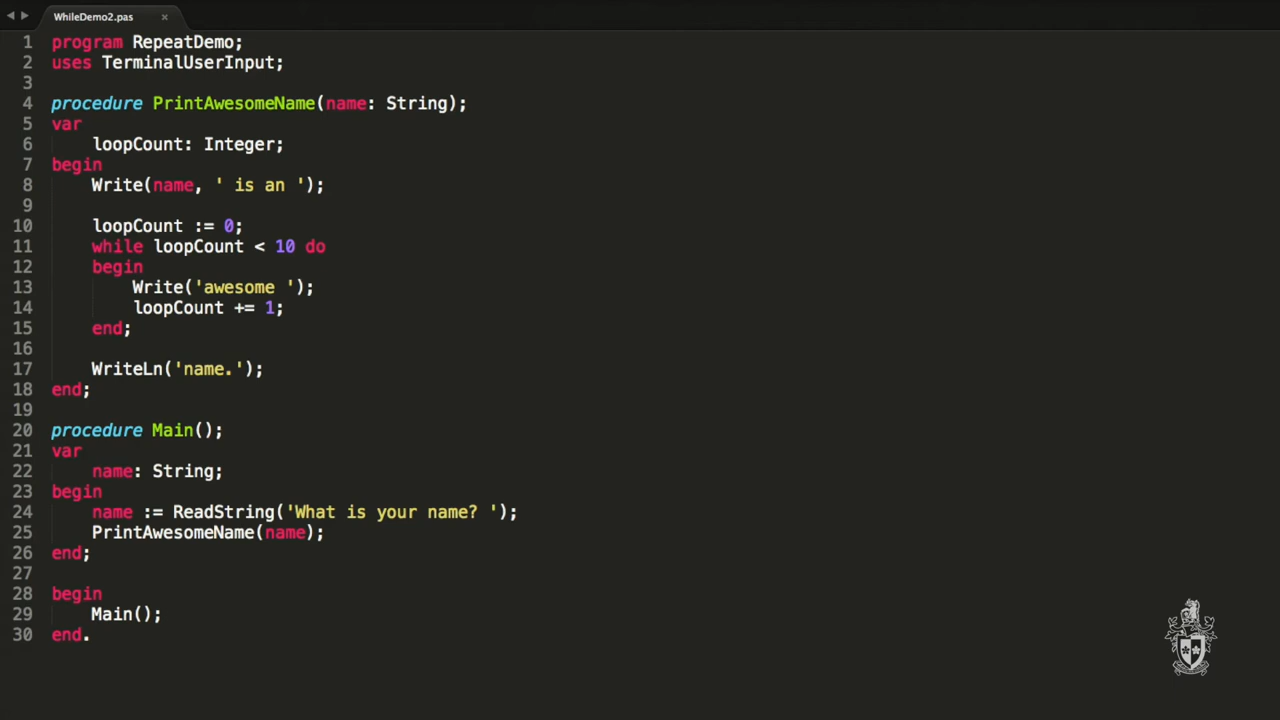 WhileDemo2.pas ×
1 program RepeatDemo;
2 uses TerminalUserInput;
3
4 procedure PrintAwesomeName(name: String);
5 var
6     loopCount: Integer;
7 begin
8     Write(name, ' is an ');
9
10     loopCount := 0;
11     while loopCount < 10 do
12     begin
13         Write('awesome ');
14         loopCount += 1;
15     end;
16
17     WriteLn('name.');
18 end;
19
20 procedure Main();
21 var
22     name: String;
23 begin
24     name := ReadString('What is your name? ');
25     PrintAwesomeName(name);
26 end;
27
28 begin
29     Main();
30 end.